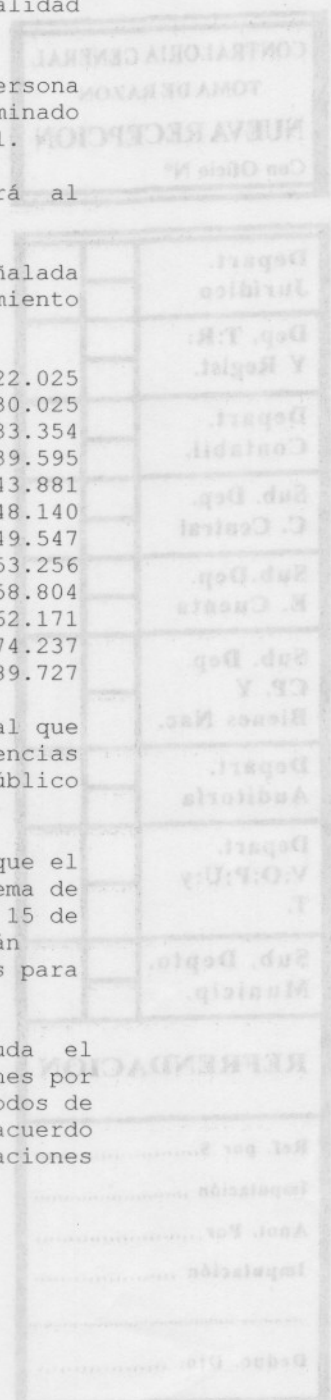 alidad
ersona
minado
l.
rá al
ñalada
miento
22.025
30.025
33.354
39.595
43.881
48.140
49.547
53.256
58.804
62.171
74.237
89.727
al que
encias
úblico
que el
ema de
15 de
án
s para
uda el
nes por
odos de
acuerdo
aciones
CONTRALORIA GENERAL
TOMA DE RAZON
NUEVA RECEPCION
Con Oficio Nº
Depart.
Jurídico
Dep. T:R:
Y Regist.
Depart.
Contabil.
Sub. Dep.
C. Central
Sub. Dep.
E. Cuenta
Sub. Dep
CP. Y
Bienes Nac.
Depart.
Auditoría
Depart.
V:O:P:U:y
T.
Sub. Depto.
Municip.
REFRENDACION
Ref. por $
Imputación
Anot. Por
Imputación
Deduc. Dto.